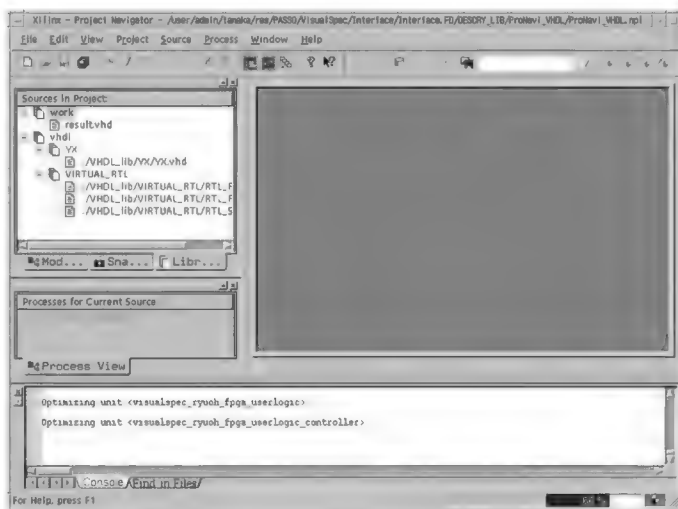 Xilinx - Project Navigator - /user/admin/tanaka/res/PASSO/VisualSpec/Interface/Interface.FD/DESCRY_LIB/ProNavi_VHDL/ProNavi_VHDL.npl
File Edit View Project Source Process Window Help
Sources in Project:
work
result.vhd
vhdl
YX
./VHDL_lib/YX/YX.vhd
VIRTUAL_RTL
./VHDL_lib/VIRTUAL_RTL/RTL_F
./VHDL_lib/VIRTUAL_RTL/RTL_F
./VHDL_lib/VIRTUAL_RTL/RTL_S
Mod... Sna... Libr...
Processes for Current Source
Process View
Optimizing unit <visualspec_ryuoh_fpga_userlogic>
Optimizing unit <visualspec_ryuoh_fpga_userlogic_controller>
Console Find in Files
For Help, press F1